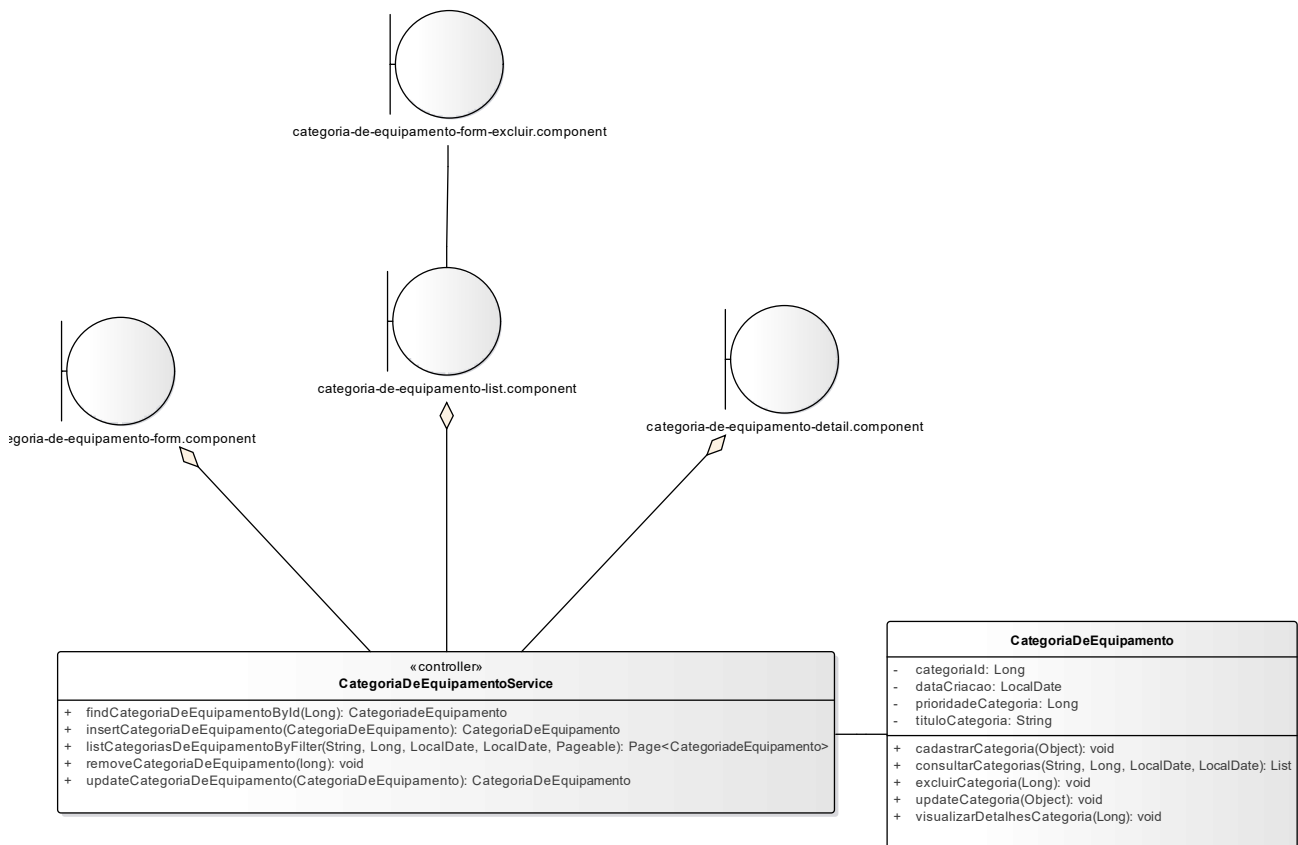 categoria-de-equipamento-form-excluir.component
categoria-de-equipamento-list.component
categoria-de-equipamento-detail.component
egoria-de-equipamento-form.component
«controller»
CategoriaDeEquipamentoService
+ findCategoriaDeEquipamentoById(Long): CategoriadeEquipamento
+ insertCategoriaDeEquipamento(CategoriaDeEquipamento): CategoriaDeEquipamento
+ listCategoriasDeEquipamentoByFilter(String, Long, LocalDate, LocalDate, Pageable): Page<CategoriadeEquipamento>
+ removeCategoriaDeEquipamento(long): void
+ updateCategoriaDeEquipamento(CategoriaDeEquipamento): CategoriaDeEquipamento
CategoriaDeEquipamento
- categoriaId: Long
- dataCriacao: LocalDate
- prioridadeCategoria: Long
- tituloCategoria: String
+ cadastrarCategoria(Object): void
+ consultarCategorias(String, Long, LocalDate, LocalDate): List
+ excluirCategoria(Long): void
+ updateCategoria(Object): void
+ visualizarDetalhesCategoria(Long): void